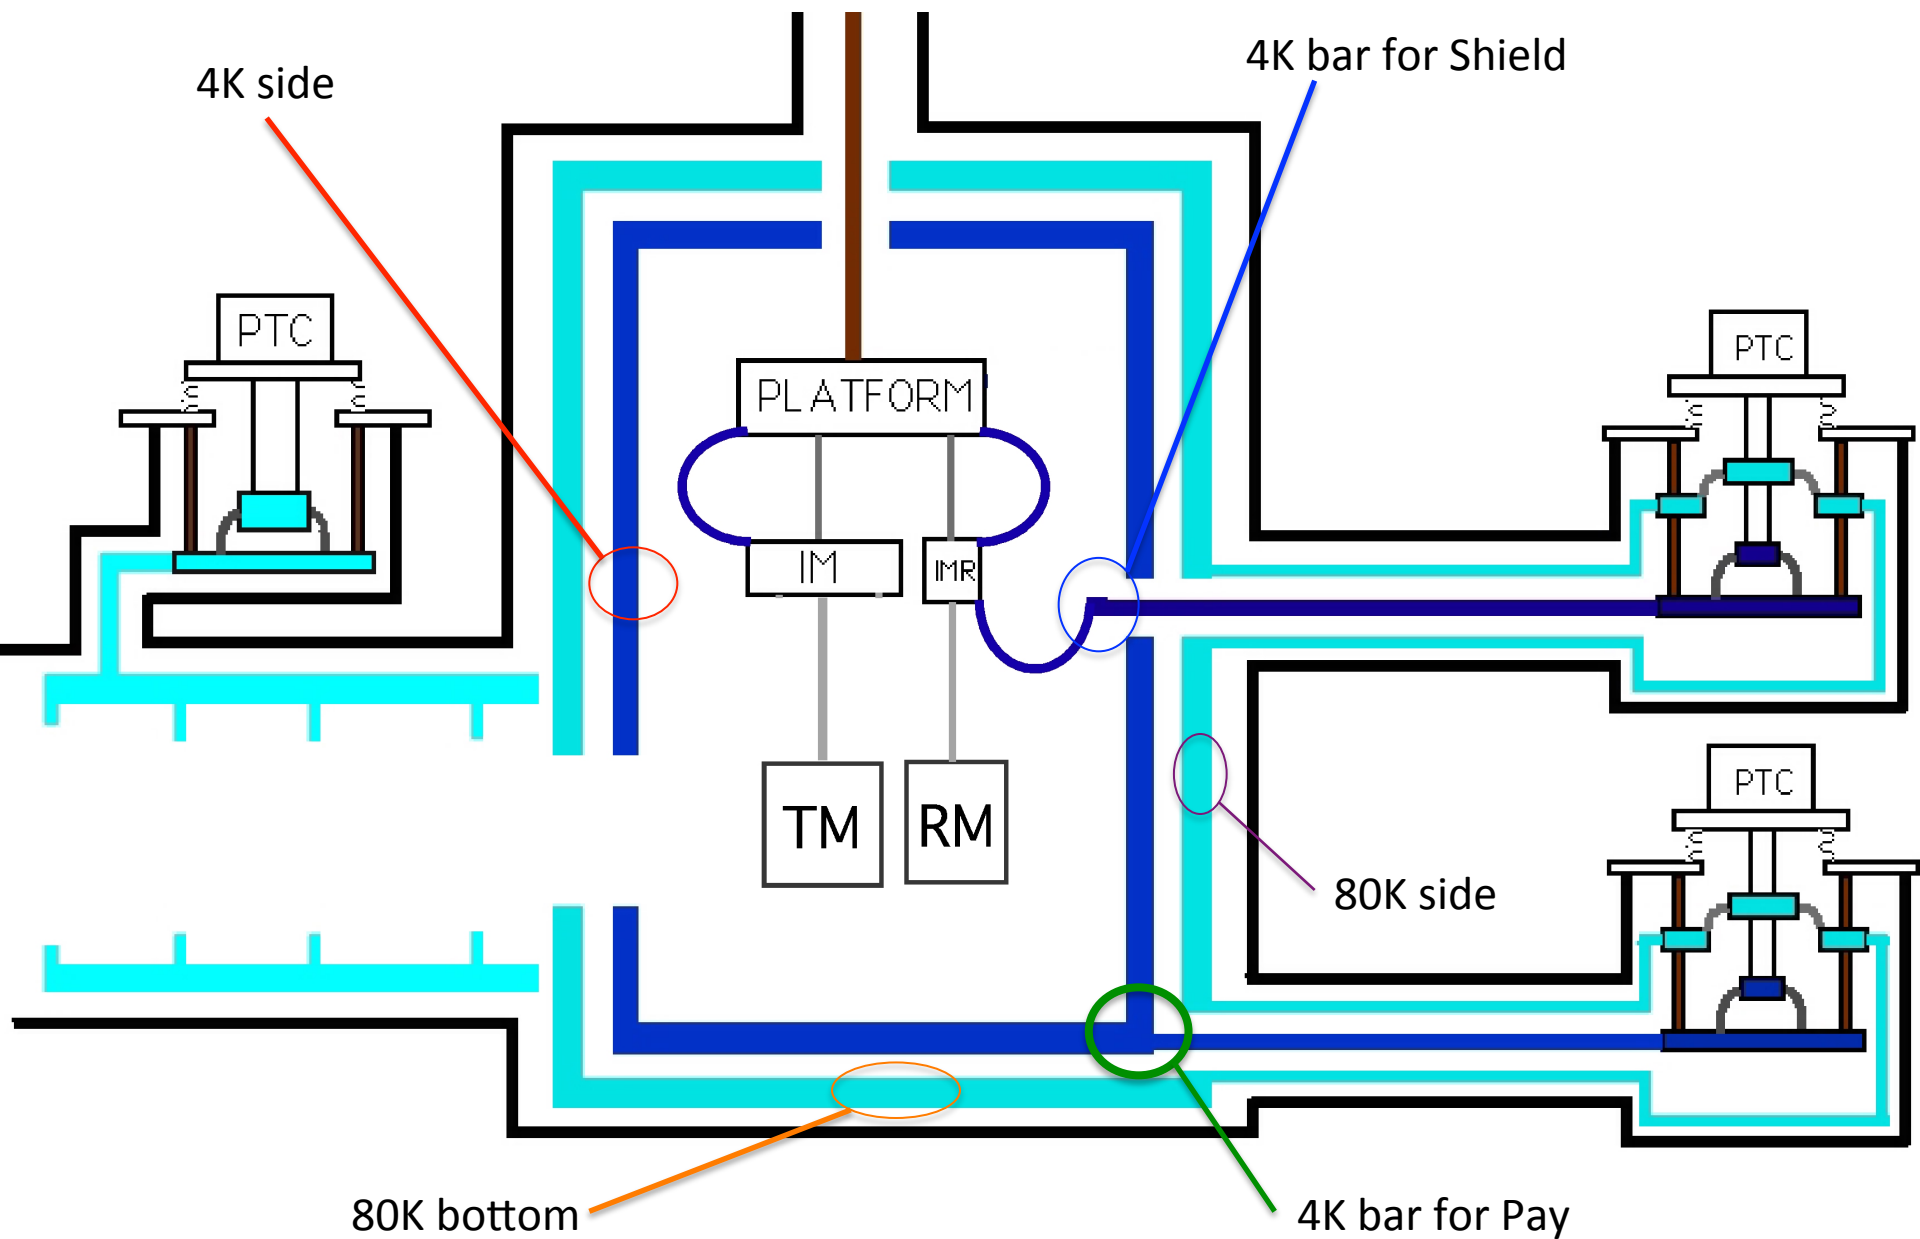 4K bar for Shield
4K side
PTC
PTC
PLATFORM
IM
IMR
PTC
TM
RM
80K side
80K bottom
4K bar for Pay